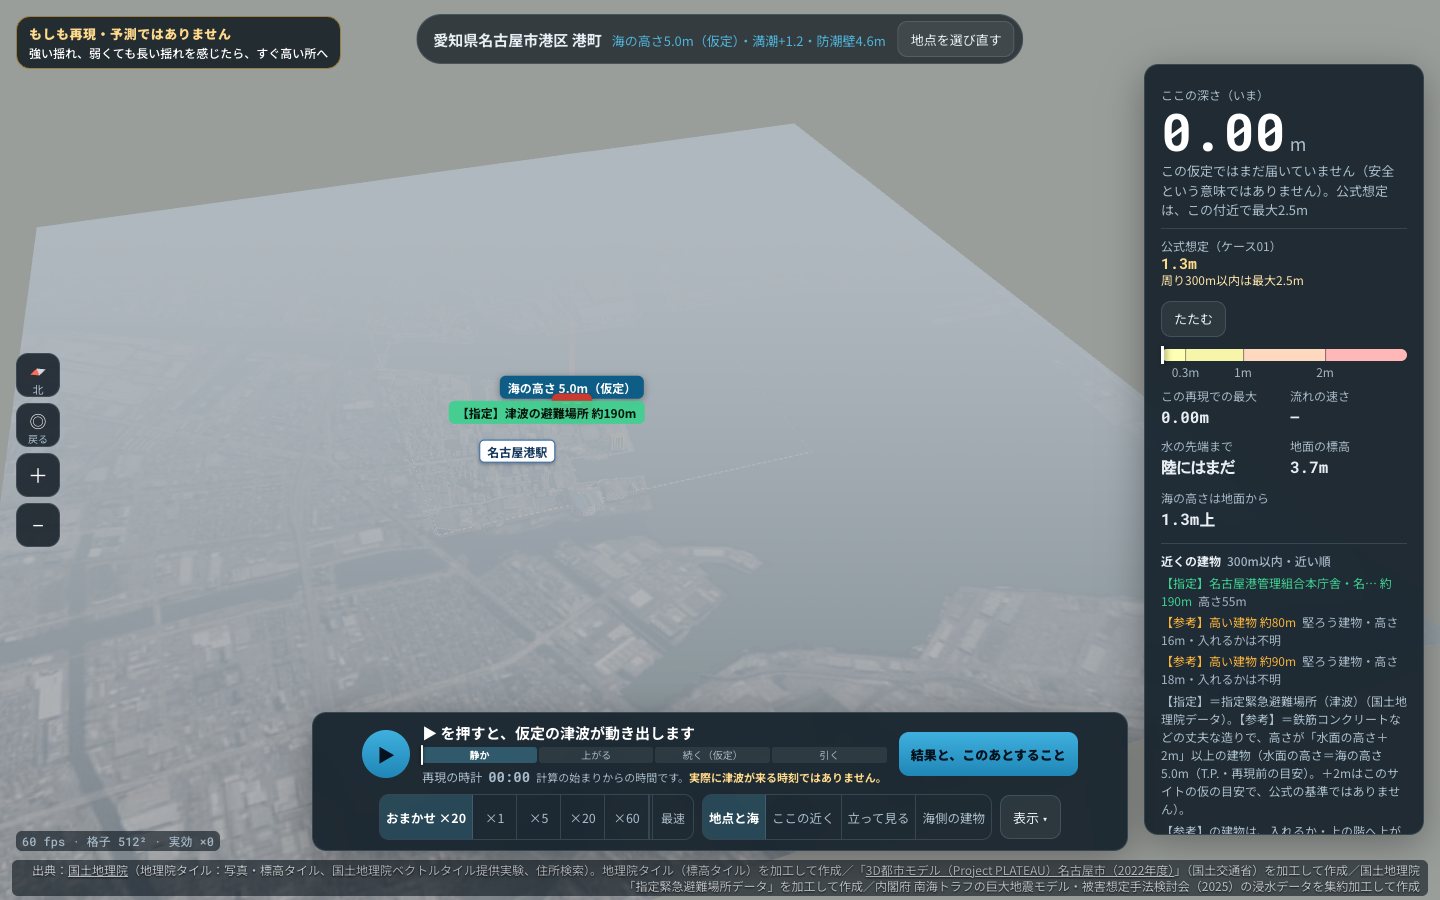 もしも再現・予測ではありません
強い揺れ、弱くても長い揺れを感じたら、すぐ高い所へ
愛知県名古屋市港区 港町 海の高さ5.0m（仮定）・満潮+1.2・防潮壁4.6m 地点を選び直す
ここの深さ（いま）
0.00 m
この仮定ではまだ届いていません（安全
という意味ではありません）。公式想定
は、この付近で最大2.5m
公式想定（ケース01）
1.3m
周り300m以内は最大2.5m
たたむ
0.3m 1m 2m
この再現での最大 流れの速さ
0.00m –
水の先端まで 地面の標高
陸にはまだ 3.7m
海の高さは地面から
1.3m上
近くの建物 300m以内・近い順
【指定】名古屋港管理組合本庁舎・名… 約
190m 高さ55m
【参考】高い建物 約80m 堅ろう建物・高さ
16m・入れるかは不明
【参考】高い建物 約90m 堅ろう建物・高さ
18m・入れるかは不明
【指定】＝指定緊急避難場所（津波）（国土地
理院データ）。【参考】＝鉄筋コンクリートな
どの丈夫な造りで、高さが「水面の高さ＋
2m」以上の建物（水面の高さ＝海の高さ
5.0m（T.P.・再現前の目安）。＋2mはこのサ
イトの仮の目安で、公式の基準ではありませ
ん）。
【参考】の建物は、入れるか・上の階へ上が
北
戻る
+
−
海の高さ 5.0m（仮定）
【指定】津波の避難場所 約190m
名古屋港駅
▶ を押すと、仮定の津波が動き出します
静か 上がる 続く（仮定） 引く
再現の時計 00:00 計算の始まりからの時間です。実際に津波が来る時刻ではありません。
結果と、このあとすること
おまかせ ×20 ×1 ×5 ×20 ×60 最速 地点と海 ここの近く 立って見る 海側の建物 表示 ▾
60 fps · 格子 512² · 実効 ×0
出典：国土地理院（地理院タイル：写真・標高タイル、国土地理院ベクトルタイル提供実験、住所検索）。地理院タイル（標高タイル）を加工して作成／「3D都市モデル（Project PLATEAU）名古屋市（2022年度）」（国土交通省）を加工して作成／国土地理院
「指定緊急避難場所データ」を加工して作成／内閣府 南海トラフの巨大地震モデル・被害想定手法検討会（2025）の浸水データを集約加工して作成